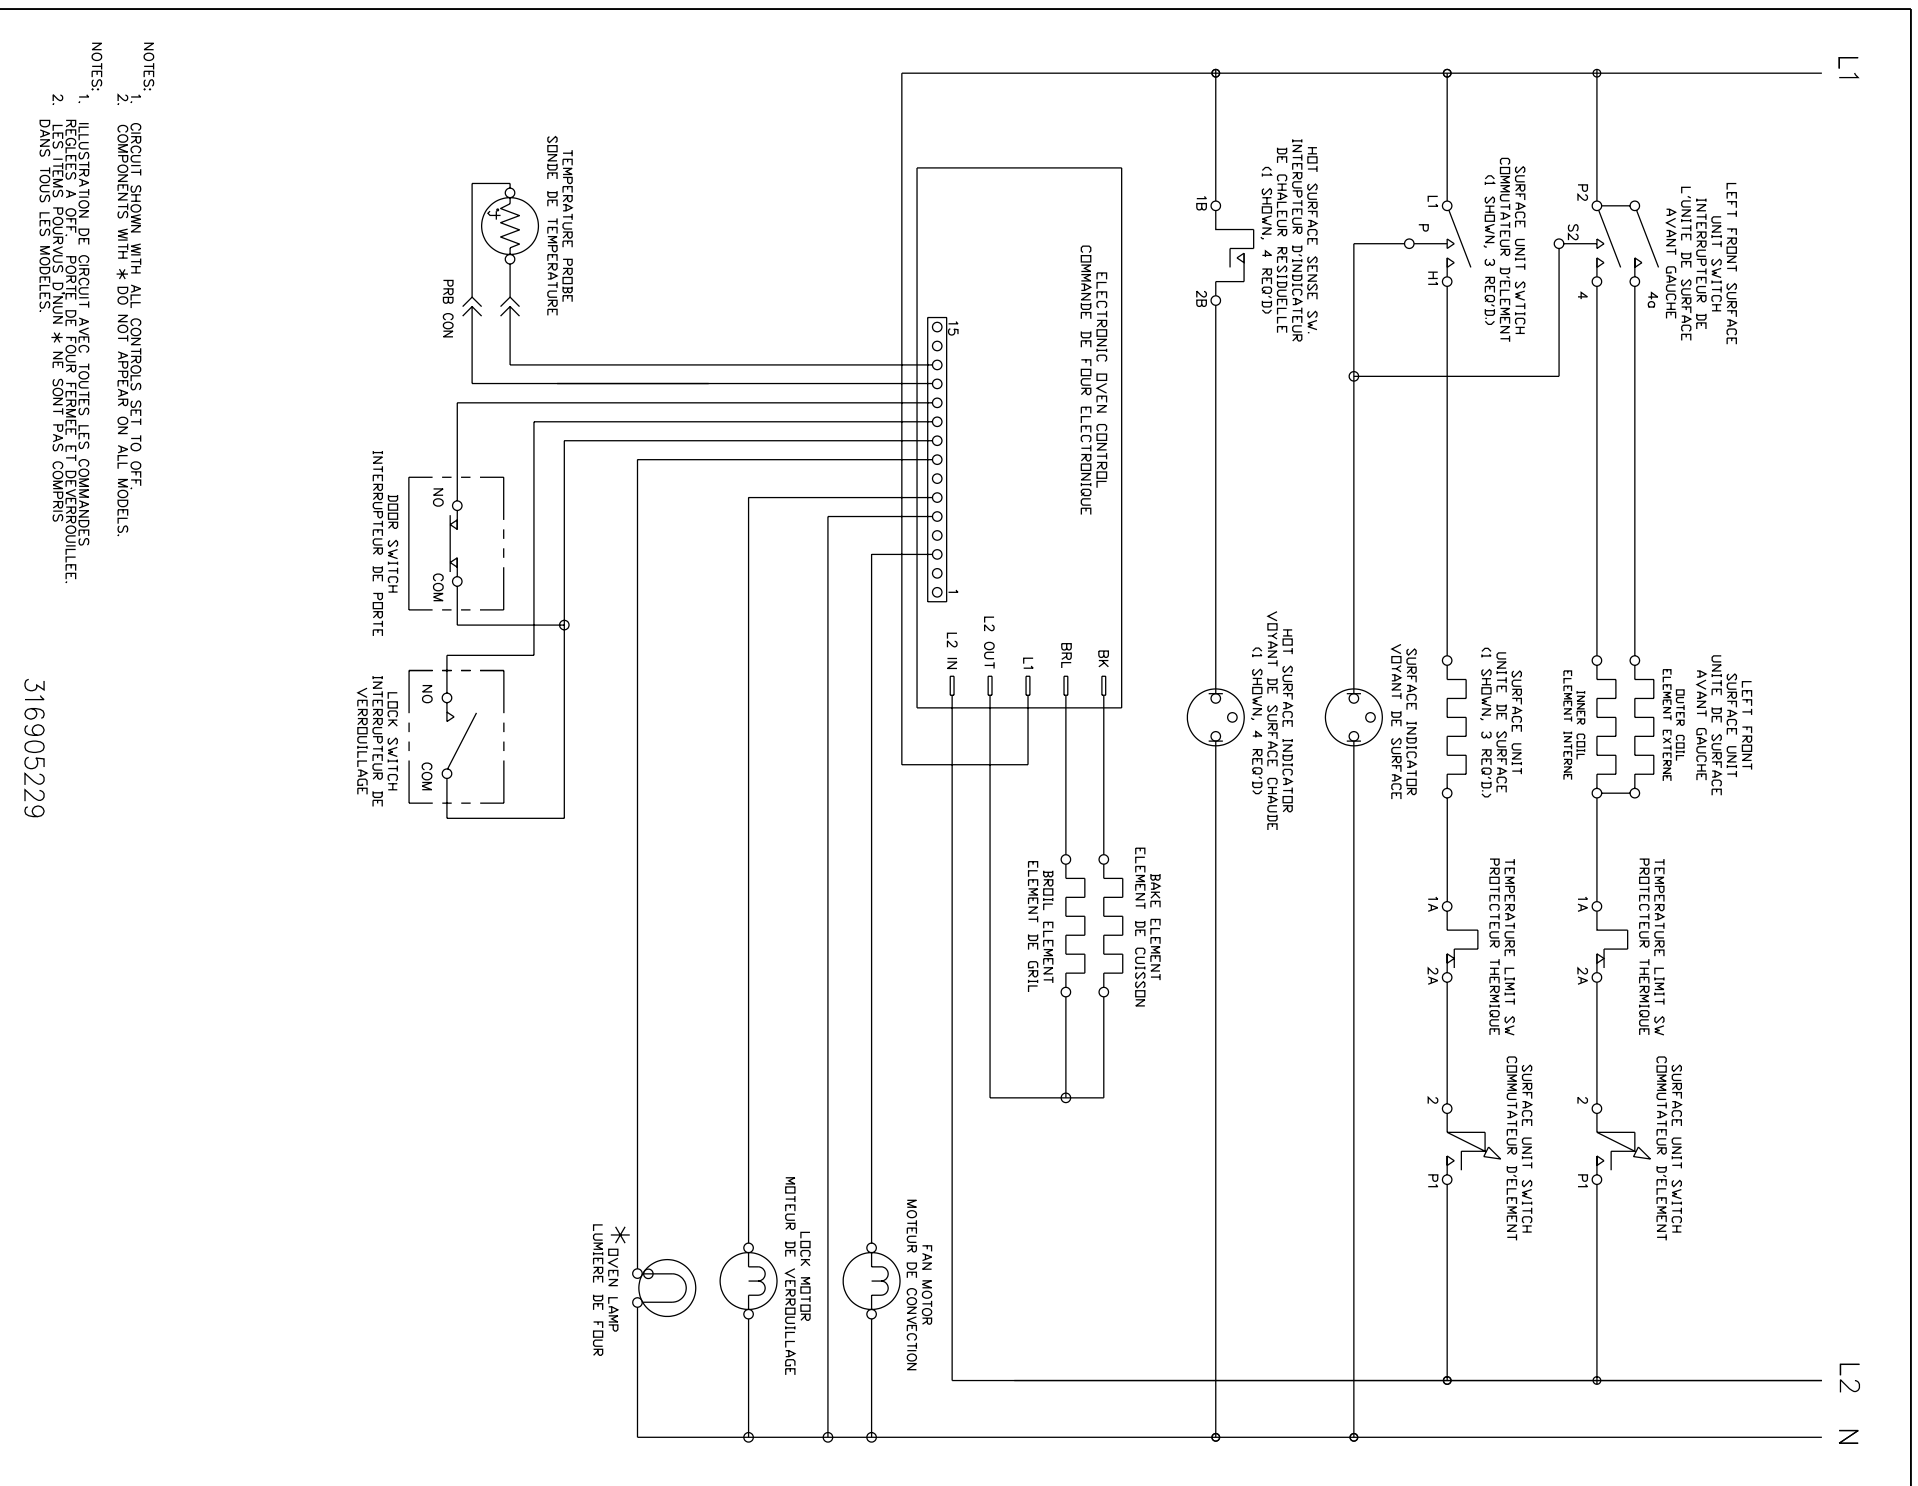 L1
L2
N
LEFT FRONT SURFACE
UNIT SWITCH
INTERRUPTEUR DE
L'UNITE DE SURFACE
AVANT GAUCHE
P2
S2
4
4a
LEFT FRONT
SURFACE UNIT
UNITE DE SURFACE
AVANT GAUCHE
OUTER COIL
ELEMENT EXTERNE
INNER COIL
ELEMENT INTERNE
TEMPERATURE LIMIT SW
PROTECTEUR THERMIQUE
1A
2A
SURFACE UNIT SWITCH
COMMUTATEUR D'ELEMENT
2
P1
SURFACE UNIT SWTICH
COMMUTATEUR D'ELEMENT
(1 SHOWN, 3 REQ'D.)
L1
P
H1
SURFACE UNIT
UNITE DE SURFACE
(1 SHOWN, 3 REQ'D.)
TEMPERATURE LIMIT SW
PROTECTEUR THERMIQUE
1A
2A
SURFACE UNIT SWITCH
COMMUTATEUR D'ELEMENT
2
P1
SURFACE INDICATOR
VOYANT DE SURFACE
HOT SURFACE SENSE SW.
INTERUPTEUR D'INDICATEUR
DE CHALEUR RESIDUELLE
(1 SHOWN, 4 REQ'D)
1B
2B
HOT SURFACE INDICATOR
VOYANT DE SURFACE CHAUDE
(1 SHOWN, 4 REQ'D)
ELECTRONIC OVEN CONTROL
COMMANDE DE FOUR ELECTRONIQUE
15
1
BK
BRL
L1
L2 OUT
L2 IN
BAKE ELEMENT
ELEMENT DE CUISSON
BROIL ELEMENT
ELEMENT DE GRIL
FAN MOTOR
MOTEUR DE CONVECTION
LOCK MOTOR
MOTEUR DE VERROUILLAGE
* OVEN LAMP
LUMIERE DE FOUR
TEMPERATURE PROBE
SONDE DE TEMPERATURE
PRB CON
NO
COM
DOOR SWITCH
INTERRUPTEUR DE PORTE
NO
COM
LOCK SWITCH
INTERRUPTEUR DE
VERROUILLAGE
NOTES:
1. CIRCUIT SHOWN WITH ALL CONTROLS SET TO OFF.
2. COMPONENTS WITH * DO NOT APPEAR ON ALL MODELS.
NOTES:
1. ILLUSTRATION DE CIRCUIT AVEC TOUTES LES COMMANDES
REGLEES A OFF. PORTE DE FOUR FERMEE ET DEVERROUILLEE.
2. LES ITEMS POURVUS D'NUN * NE SONT PAS COMPRIS
DANS TOUS LES MODELES.
316905229